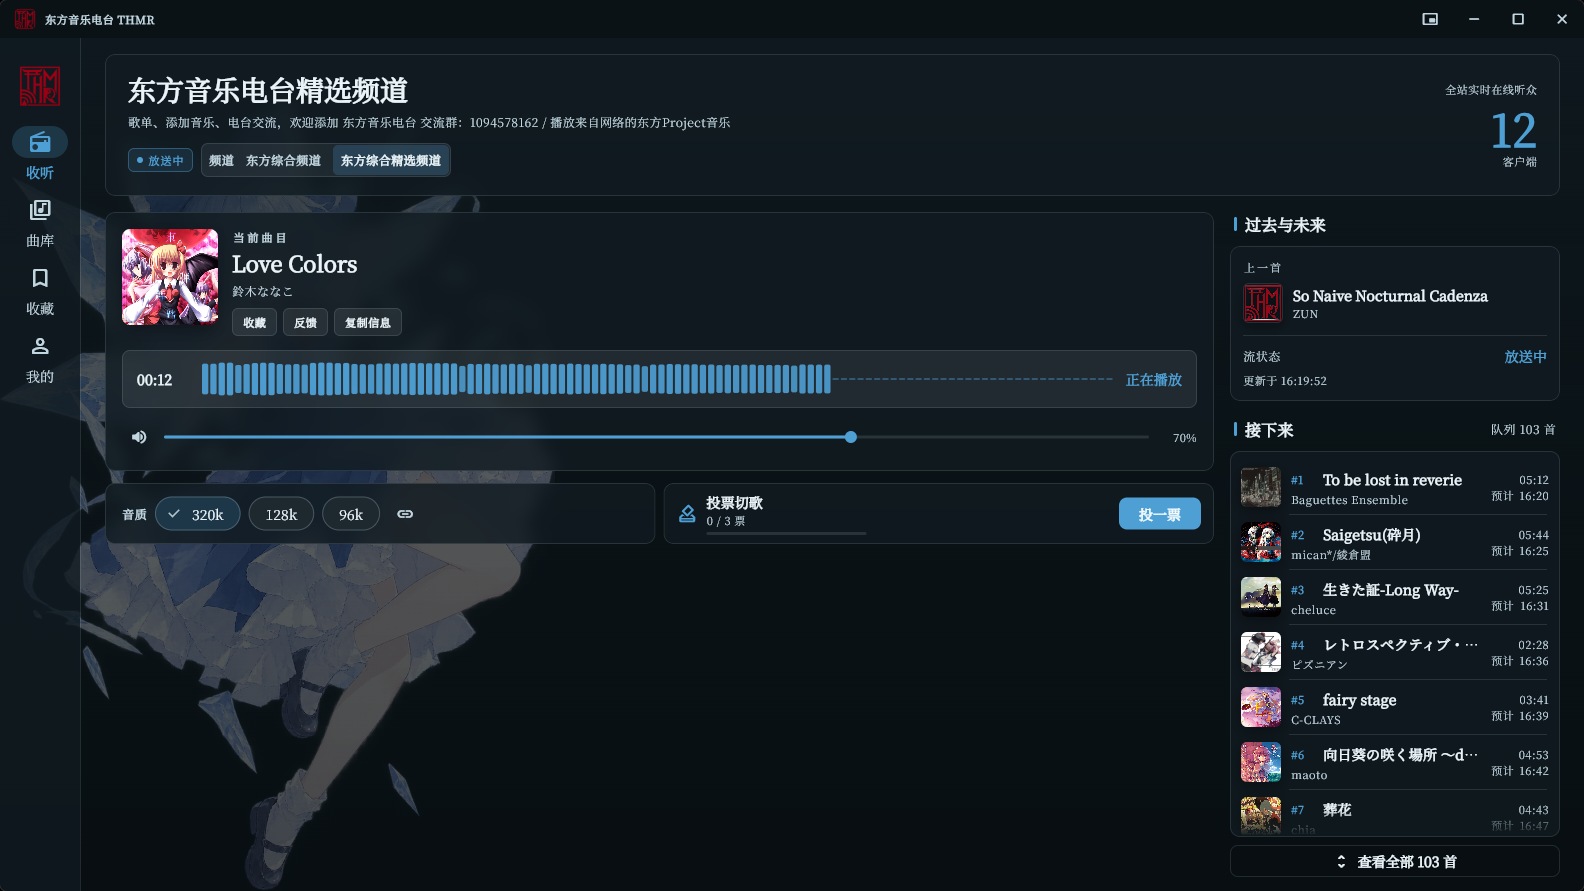 东方音乐电台 THMR
收听
曲库
收藏
我的
东方音乐电台精选频道
歌单、添加音乐、电台交流，欢迎添加 东方音乐电台 交流群：1094578162 / 播放来自网络的东方Project音乐
放送中 频道 东方综合频道 东方综合精选频道
全站实时在线听众
12
客户端
当前曲目
Love Colors
鈴木ななこ
收藏 反馈 复制信息
00:12 正在播放
70%
音质 320k 128k 96k
投票切歌
0 / 3 票
投一票
过去与未来
上一首
So Naive Nocturnal Cadenza
ZUN
流状态 放送中
更新于 16:19:52
接下来 队列 103 首
#1 To be lost in reverie 05:12
Baguettes Ensemble 预计 16:20
#2 Saigetsu(砕月) 05:44
mican*/綾倉盟 预计 16:25
#3 生きた証-Long Way- 05:25
cheluce 预计 16:31
#4 レトロスペクティブ・… 02:28
ビズニアン 预计 16:36
#5 fairy stage 03:41
C-CLAYS 预计 16:39
#6 向日葵の咲く場所 〜d… 04:53
maoto 预计 16:42
#7 葬花 04:43
chia 预计 16:47
查看全部 103 首